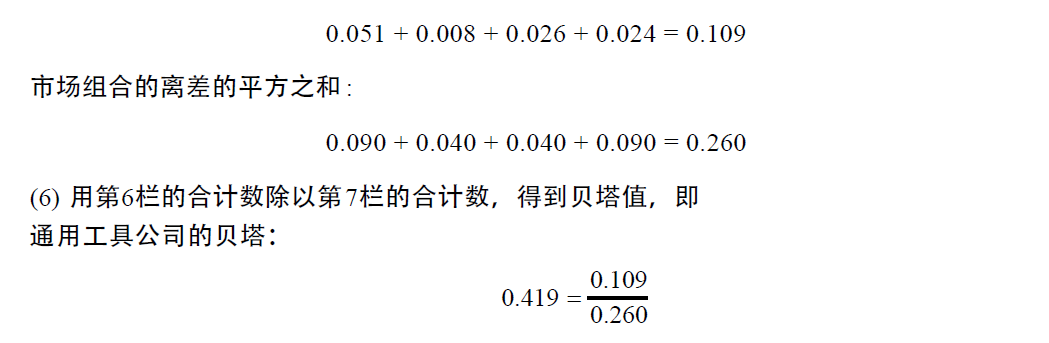 0.051 + 0.008 + 0.026 + 0.024 = 0.109
市场组合的离差的平方之和:
0.090 + 0.040 + 0.040 + 0.090 = 0.260
(6) 用第6栏的合计数除以第7栏的合计数，得到贝塔值，即
通用工具公司的贝塔：
0.419 = 0.109 / 0.260